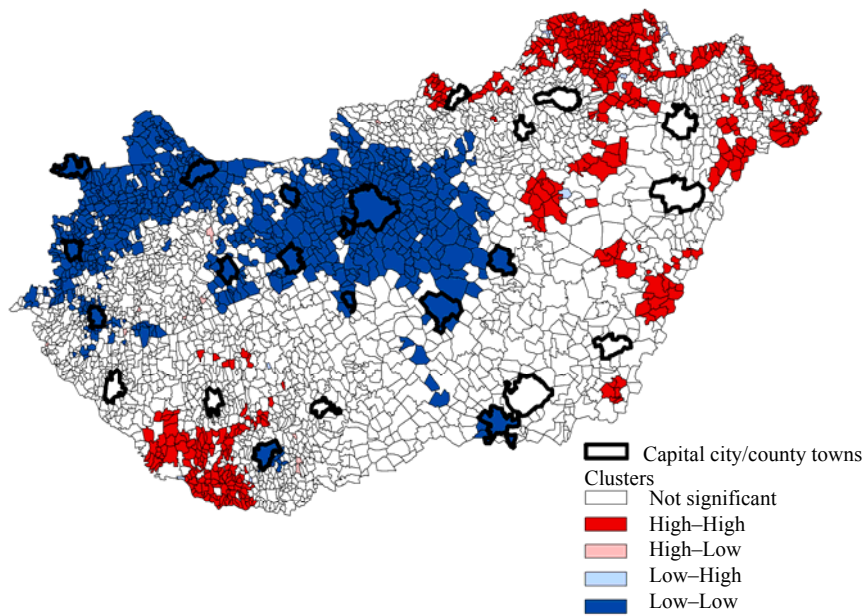 Capital city/county towns
Clusters
Not significant
High–High
High–Low
Low–High
Low–Low